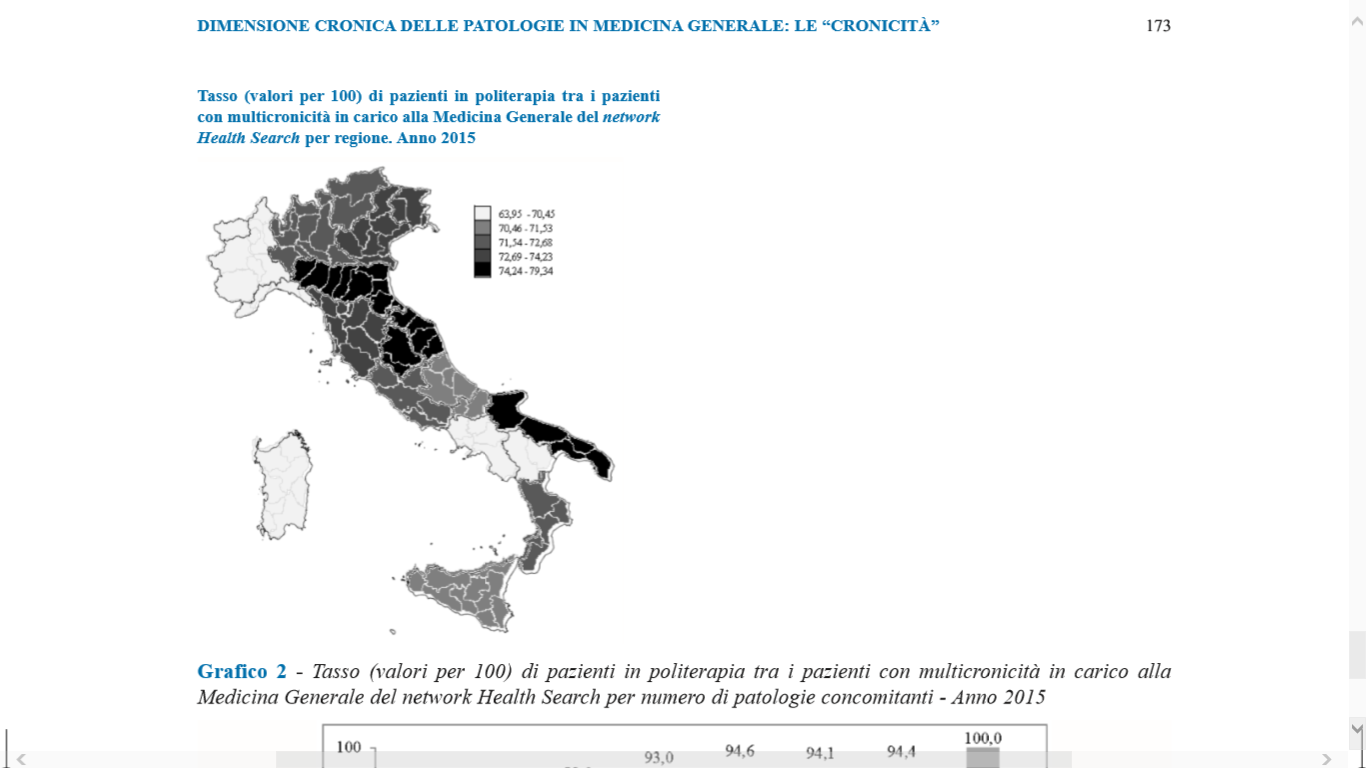 DIMENSIONE CRONICA DELLE PATOLOGIE IN MEDICINA GENERALE: LE “CRONICITÀ”
173
Tasso (valori per 100) di pazienti in politerapia tra i pazienti
con multicronicità in carico alla Medicina Generale del network
Health Search per regione. Anno 2015
63,95 - 70,45
70,46 - 71,53
71,54 - 72,68
72,69 - 74,23
74,24 - 79,34
Grafico 2 - Tasso (valori per 100) di pazienti in politerapia tra i pazienti con multicronicità in carico alla
Medicina Generale del network Health Search per numero di patologie concomitanti - Anno 2015
100
93,0
94,6
94,1
94,4
100,0